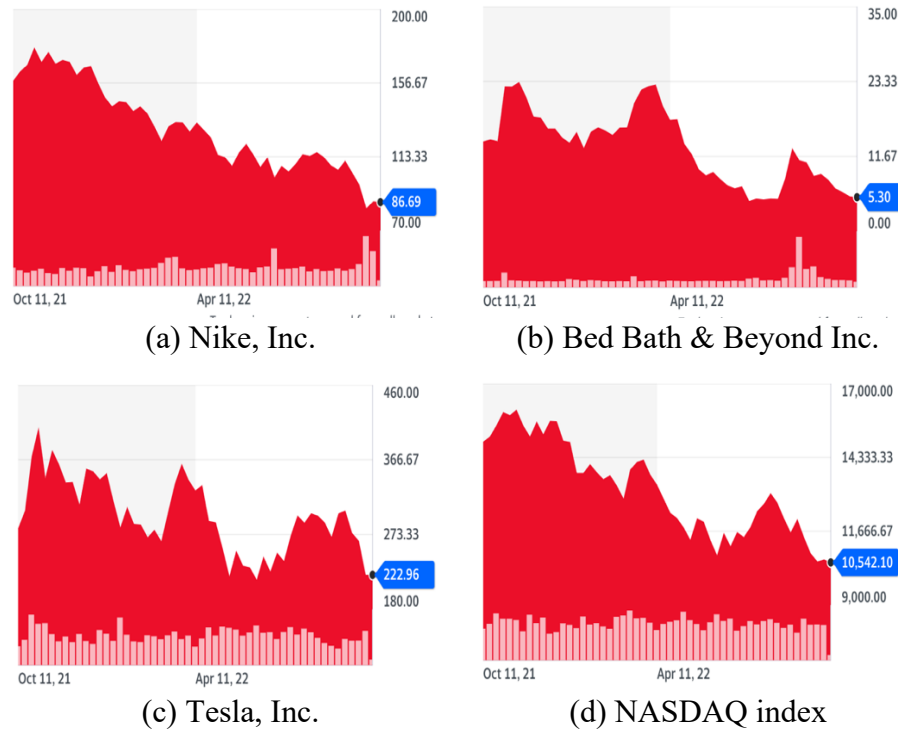 200.00
156.67
113.33
86.69
70.00
Oct 11, 21
Apr 11, 22
(a) Nike, Inc.
35.00
23.33
11.67
5.30
0.00
Oct 11, 21
Apr 11, 22
(b) Bed Bath & Beyond Inc.
460.00
366.67
273.33
222.96
180.00
Oct 11, 21
Apr 11, 22
(c) Tesla, Inc.
17,000.00
14,333.33
11,666.67
10,542.10
9,000.00
Oct 11, 21
Apr 11, 22
(d) NASDAQ index